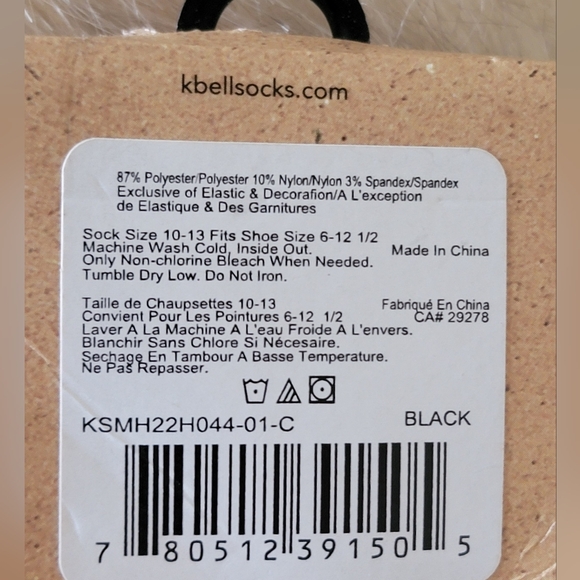 kbellsocks.com
87% Polyester/Polyester 10% Nylon/Nylon 3% Spandex/Spandex
Exclusive of Elastic & Decoration/A L'exception
de Elastique & Des Garnitures
Sock Size 10-13 Fits Shoe Size 6-12 1/2
Machine Wash Cold, Inside Out.
Only Non-chlorine Bleach When Needed.
Tumble Dry Low. Do Not Iron.
Made In China
Taille de Chaupsettes 10-13
Convient Pour Les Pointures 6-12 1/2
Laver A La Machine A L'eau Froide A L'envers.
Blanchir Sans Chlore Si Nécesaire.
Sechage En Tambour A Basse Temperature.
Ne Pas Repasser.
Fabriqué En China
CA# 29278
KSMH22H044-01-C
BLACK
7 80512 39150 5